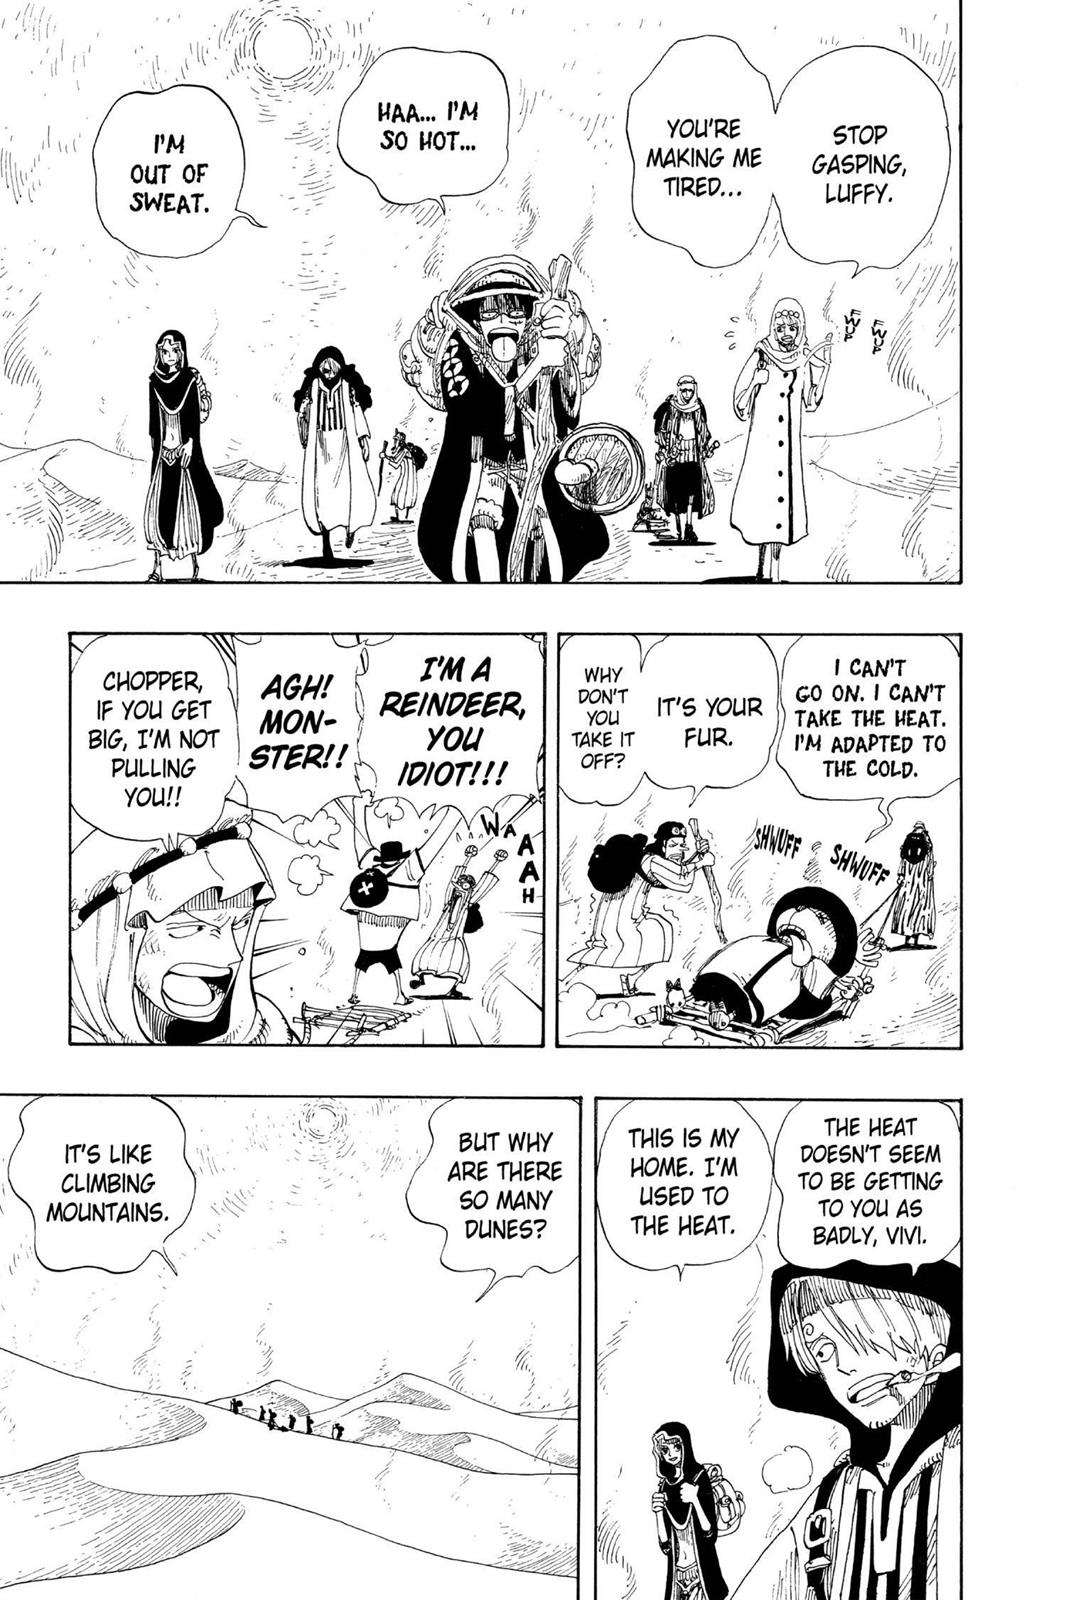 STOP
GASPING,
LUFFY.
YOU'RE
MAKING ME
TIRED...
HAA... I'M
SO HOT...
I'M
OUT OF
SWEAT.
FWUP
FWUP
I CAN'T
GO ON. I CAN'T
TAKE THE HEAT.
I'M ADAPTED TO
THE COLD.
IT'S YOUR
FUR.
WHY
DON'T
YOU
TAKE IT
OFF?
SHWUFF
SHWUFF
I'M A
REINDEER,
YOU
IDIOT!!!
AGH!
MON-
STER!!
CHOPPER,
IF YOU GET
BIG, I'M NOT
PULLING
YOU!!
WAAAAH
THE HEAT
DOESN'T SEEM
TO BE GETTING
TO YOU AS
BADLY, VIVI.
THIS IS MY
HOME. I'M
USED TO
THE HEAT.
BUT WHY
ARE THERE
SO MANY
DUNES?
IT'S LIKE
CLIMBING
MOUNTAINS.